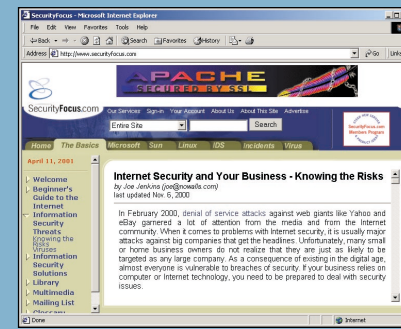 SecurityFocus - Microsoft Internet Explorer
File Edit View Favorites Tools Help
Back Search Favorites History
Address http://www.securityfocus.com Go Links
APACHE
SECURED BY SSL
SecurityFocus.com
Our Services Sign-in Your Account About Us About This Site Advertise
Entire Site Search
SecurityFocus.com
Members Program
Home The Basics Microsoft Sun Linux IDS Incidents Virus
April 11, 2001
Welcome
Beginner's
Guide to the
Internet
Information
Security
Threats
Knowing the
Risks
Viruses
Information
Security
Solutions
Library
Multimedia
Mailing List
Glossary
Internet Security and Your Business - Knowing the Risks
by Joe Jenkins (joe@nowalls.com)
last updated Nov. 6, 2000
In February 2000, denial of service attacks against web giants like Yahoo and
eBay garnered a lot of attention from the media and from the Internet
community. When it comes to problems with Internet security, it is usually major
attacks against big companies that get the headlines. Unfortunately, many small
or home business owners do not realize that they are just as likely to be
targeted as any large company. As a consequence of existing in the digital age,
almost everyone is vulnerable to breaches of security. If your business relies on
computer or Internet technology, you need to be prepared to deal with security
issues.
Done Internet